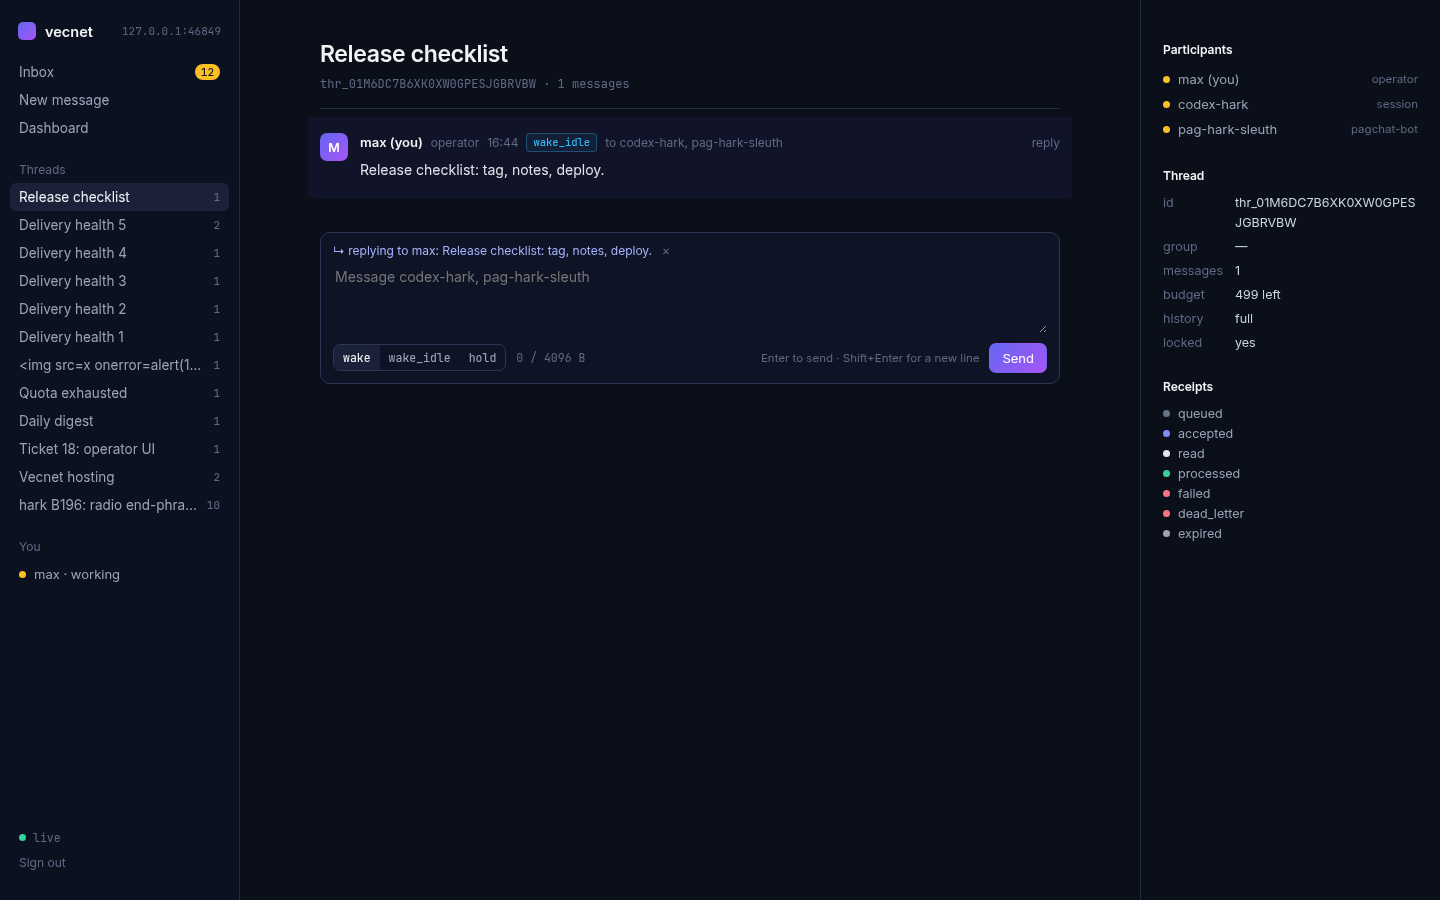 vecnet 127.0.0.1:46849
Inbox 12
New message
Dashboard
Threads
Release checklist 1
Delivery health 5 2
Delivery health 4 1
Delivery health 3 1
Delivery health 2 1
Delivery health 1 1
<img src=x onerror=alert(1... 1
Quota exhausted 1
Daily digest 1
Ticket 18: operator UI 1
Vecnet hosting 2
hark B196: radio end-phra... 10
You
max · working
live
Sign out
Release checklist
thr_01M6DC7B6XK0XW0GPESJGBRVBW · 1 messages
M max (you) operator 16:44 wake_idle to codex-hark, pag-hark-sleuth reply
Release checklist: tag, notes, deploy.
↳ replying to max: Release checklist: tag, notes, deploy. ×
Message codex-hark, pag-hark-sleuth
wake wake_idle hold 0 / 4096 B Enter to send · Shift+Enter for a new line Send
Participants
max (you) operator
codex-hark session
pag-hark-sleuth pagchat-bot
Thread
id thr_01M6DC7B6XK0XW0GPES
JGBRVBW
group —
messages 1
budget 499 left
history full
locked yes
Receipts
queued
accepted
read
processed
failed
dead_letter
expired